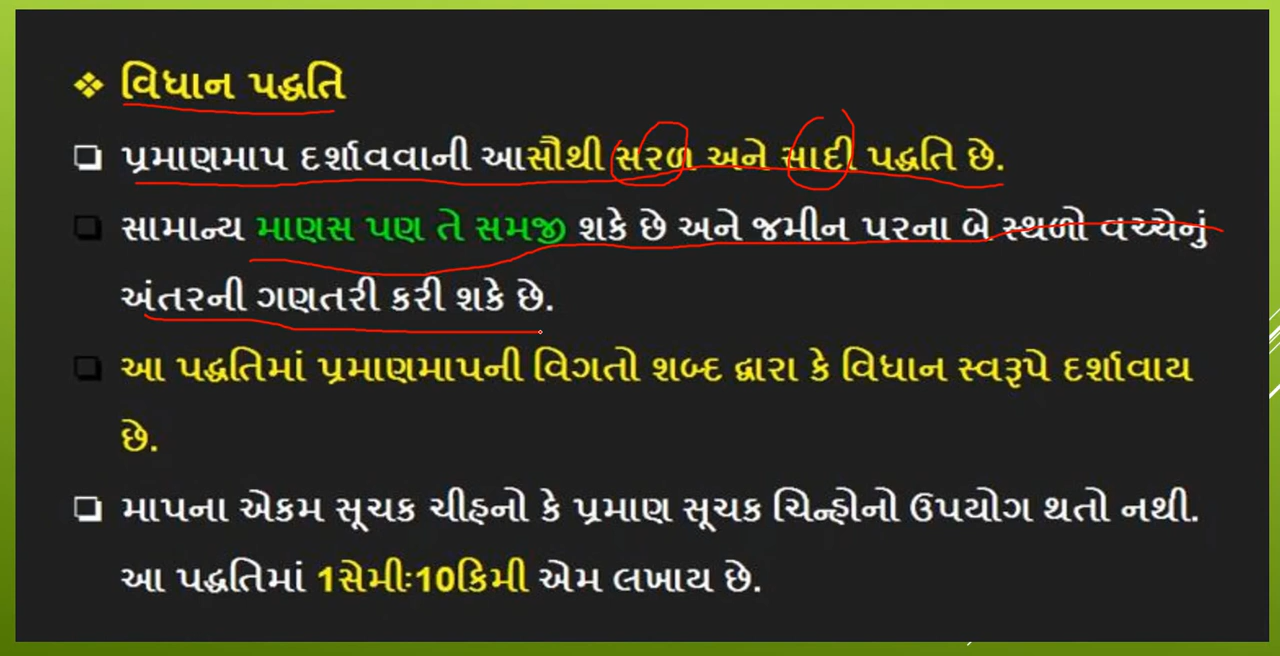 ❖ વિધાન પદ્ધતિ
❑ પ્રમાણમાપ દર્શાવવાની આસૌથી સરળ અને સાદી પદ્ધતિ છે.
❑ સામાન્ય માણસ પણ તે સમજી શકે છે અને જમીન પરના બે સ્થળો વચ્ચેનું
અંતરની ગણતરી કરી શકે છે.
❑ આ પદ્ધતિમાં પ્રમાણમાપની વિગતો શબ્દ દ્વારા કે વિધાન સ્વરૂપે દર્શાવાય
છે.
❑ માપના એકમ સૂચક ચીહનો કે પ્રમાણ સૂચક ચિન્હોનો ઉપયોગ થતો નથી.
આ પદ્ધતિમાં 1સેમીઃ10કિમી એમ લખાય છે.